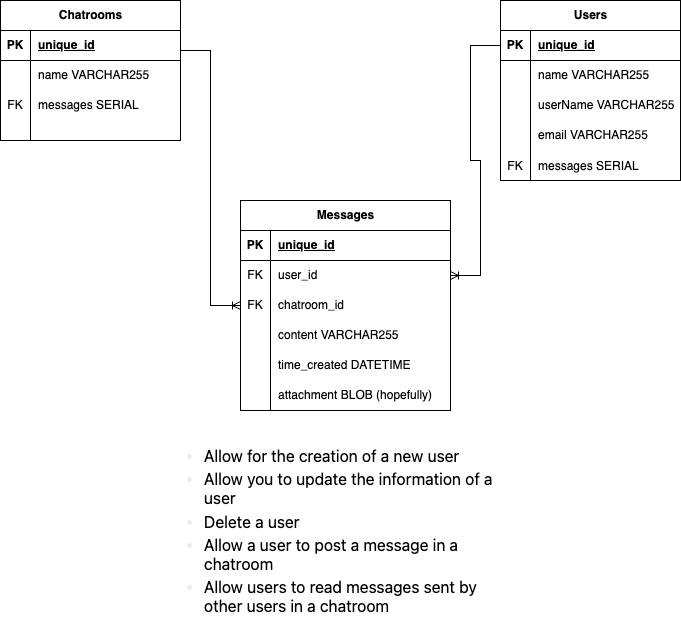 Chatrooms
PK unique_id
name VARCHAR255
FK messages SERIAL
Users
PK unique_id
name VARCHAR255
userName VARCHAR255
email VARCHAR255
FK messages SERIAL
Messages
PK unique_id
FK user_id
FK chatroom_id
content VARCHAR255
time_created DATETIME
attachment BLOB (hopefully)
Allow for the creation of a new user
Allow you to update the information of a
user
Delete a user
Allow a user to post a message in a
chatroom
Allow users to read messages sent by
other users in a chatroom